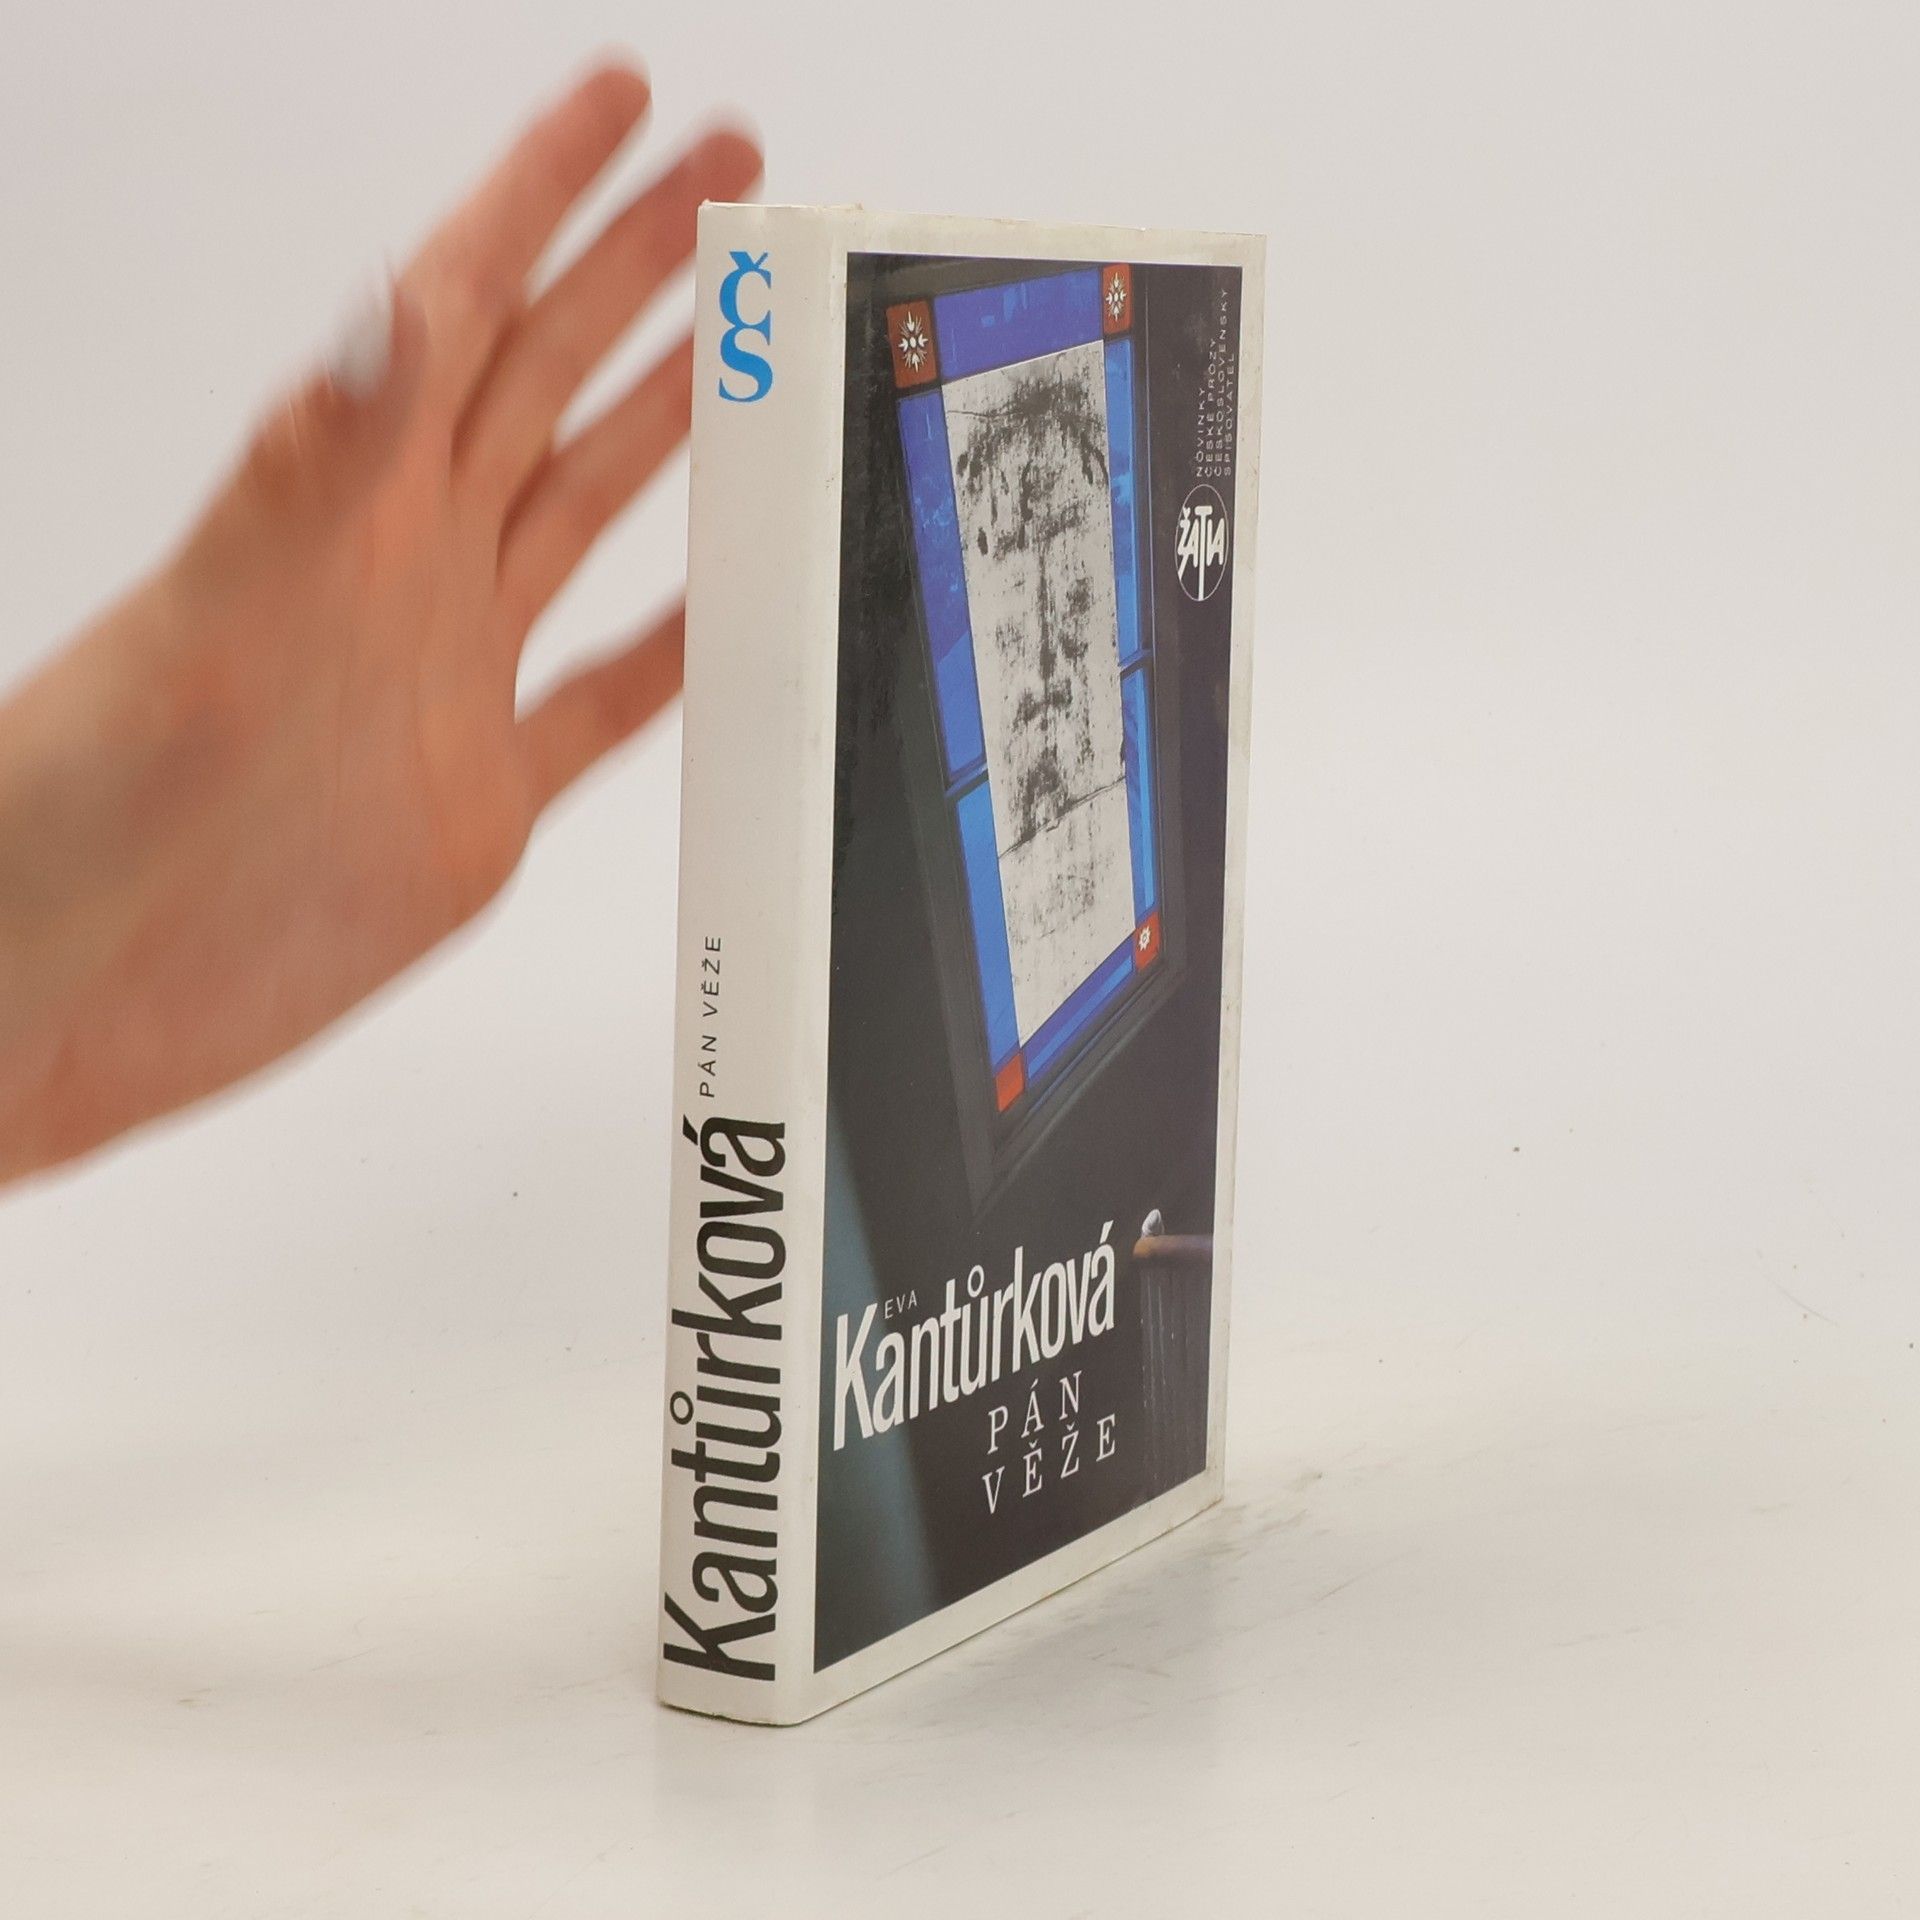 ČS
PÁN VĚŽE
Kantůrková
NOVINKY
ČESKÉ PRÓZY
ČESKOSLOVENSKÝ
SPISOVATEL
ŽATVA
EVA
Kantůrková
PÁN
VĚŽE